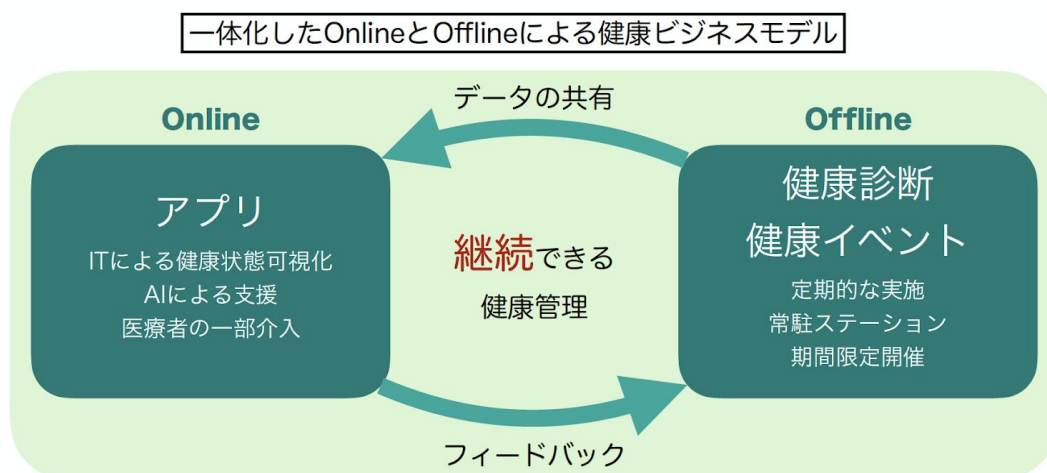 一体化したOnlineとOfflineによる健康ビジネスモデル
データの共有
Online
アプリ
ITによる健康状態可視化
AIによる支援
医療者の一部介入
継続できる
健康管理
Offline
健康診断
健康イベント
定期的な実施
常駐ステーション
期間限定開催
フィードバック